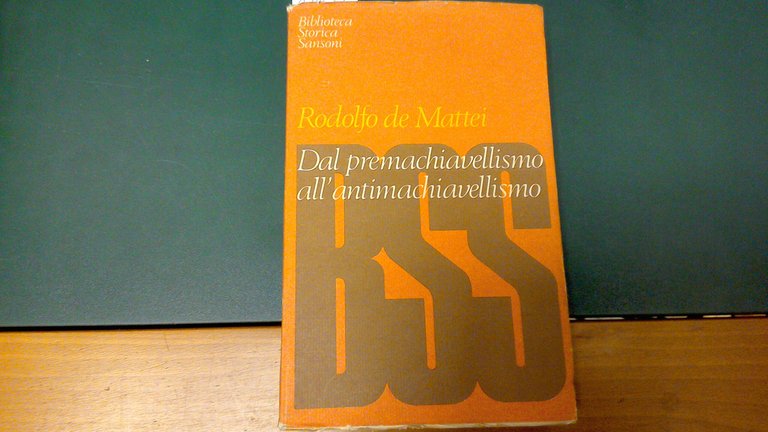 Biblioteca
Storica
Sansoni
Rodolfo de Mattei
Dal premachiavellismo
all'antimachiavellismo
BSS